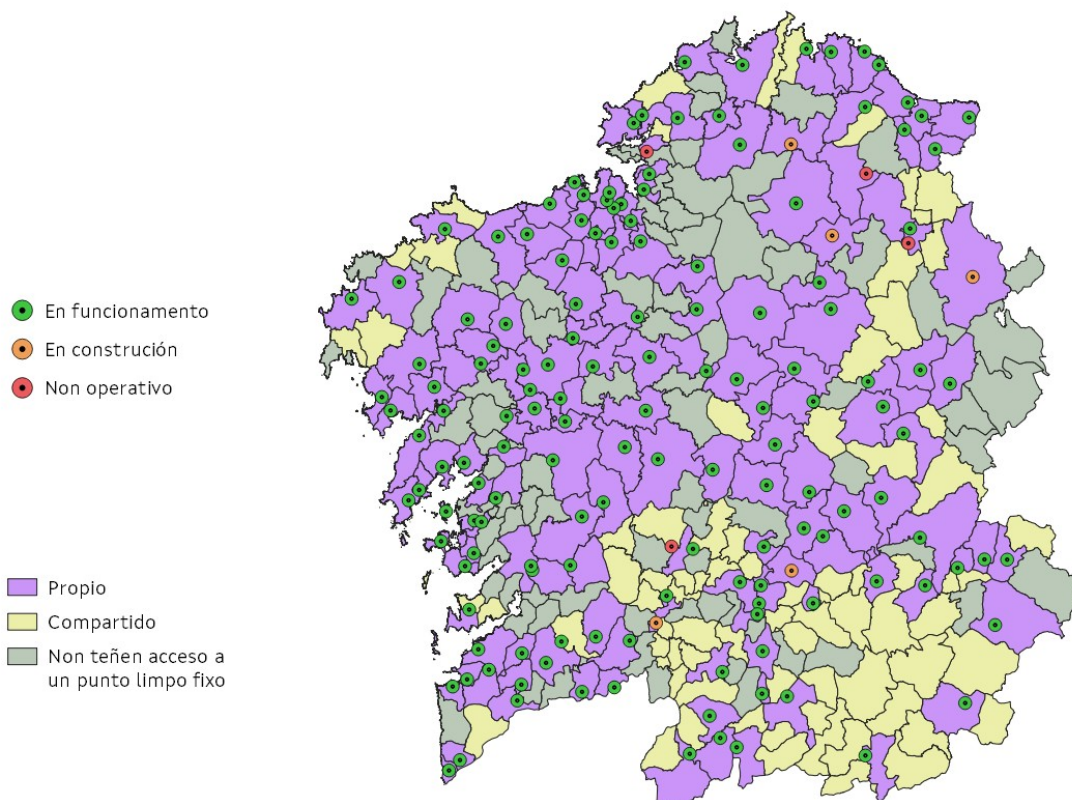 En funcionamento
En construción
Non operativo
Propio
Compartido
Non teñen acceso a
un punto limpo fixo